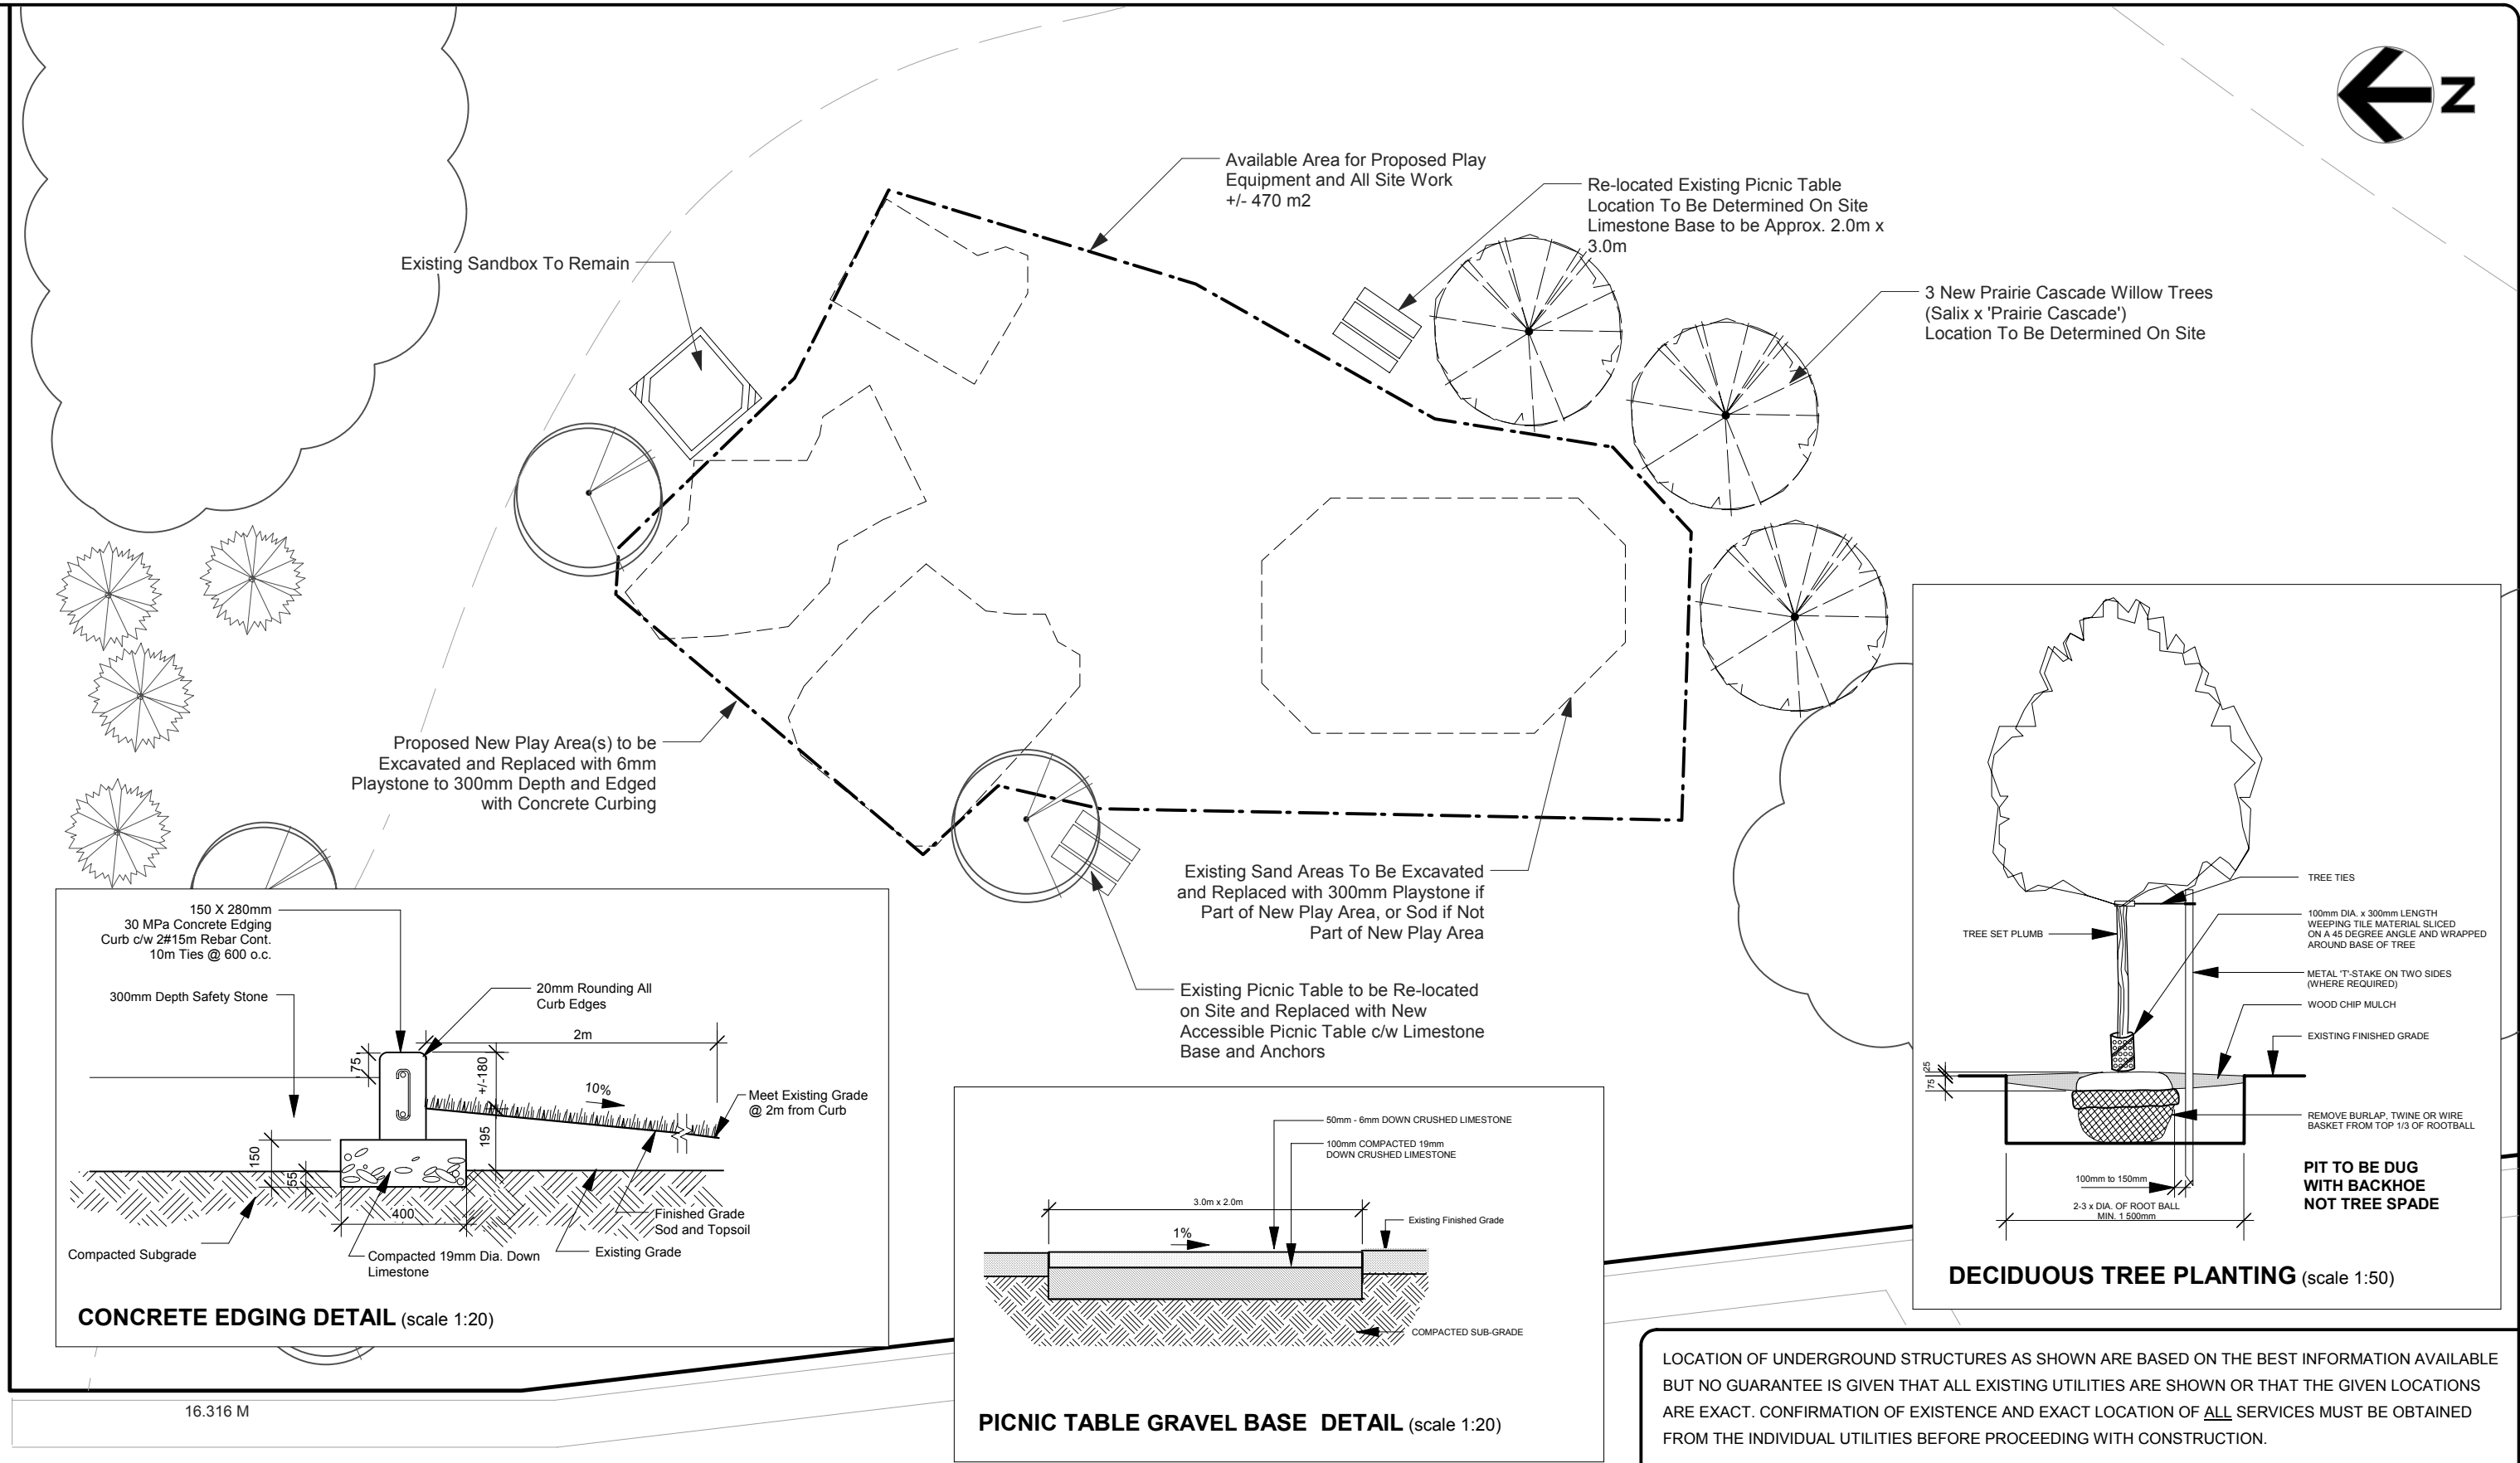 N
Available Area for Proposed Play
Equipment and All Site Work
+/- 470 m2
Re-located Existing Picnic Table
Location To Be Determined On Site
Limestone Base to be Approx. 2.0m x
3.0m
Existing Sandbox To Remain
3 New Prairie Cascade Willow Trees
(Salix x 'Prairie Cascade')
Location To Be Determined On Site
Proposed New Play Area(s) to be
Excavated and Replaced with 6mm
Playstone to 300mm Depth and Edged
with Concrete Curbing
Existing Sand Areas To Be Excavated
and Replaced with 300mm Playstone if
Part of New Play Area, or Sod if Not
Part of New Play Area
Existing Picnic Table to be Re-located
on Site and Replaced with New
Accessible Picnic Table c/w Limestone
Base and Anchors
150 X 280mm
30 MPa Concrete Edging
Curb c/w 2#15m Rebar Cont.
10m Ties @ 600 o.c.
300mm Depth Safety Stone
20mm Rounding All
Curb Edges
2m
75
+/-180
10%
Meet Existing Grade
@ 2m from Curb
195
150
55
400
Finished Grade
Sod and Topsoil
Compacted Subgrade
Compacted 19mm Dia. Down
Limestone
Existing Grade
CONCRETE EDGING DETAIL (scale 1:20)
16.316 M
50mm - 6mm DOWN CRUSHED LIMESTONE
100mm COMPACTED 19mm
DOWN CRUSHED LIMESTONE
3.0m x 2.0m
1%
Existing Finished Grade
COMPACTED SUB-GRADE
PICNIC TABLE GRAVEL BASE DETAIL (scale 1:20)
TREE TIES
100mm DIA. x 300mm LENGTH
WEEPING TILE MATERIAL SLICED
ON A 45 DEGREE ANGLE AND WRAPPED
AROUND BASE OF TREE
TREE SET PLUMB
METAL 'T'-STAKE ON TWO SIDES
(WHERE REQUIRED)
WOOD CHIP MULCH
EXISTING FINISHED GRADE
25
75
REMOVE BURLAP, TWINE OR WIRE
BASKET FROM TOP 1/3 OF ROOTBALL
100mm to 150mm
2-3 x DIA. OF ROOT BALL
MIN. 1 500mm
PIT TO BE DUG
WITH BACKHOE
NOT TREE SPADE
DECIDUOUS TREE PLANTING (scale 1:50)
LOCATION OF UNDERGROUND STRUCTURES AS SHOWN ARE BASED ON THE BEST INFORMATION AVAILABLE
BUT NO GUARANTEE IS GIVEN THAT ALL EXISTING UTILITIES ARE SHOWN OR THAT THE GIVEN LOCATIONS
ARE EXACT. CONFIRMATION OF EXISTENCE AND EXACT LOCATION OF ALL SERVICES MUST BE OBTAINED
FROM THE INDIVIDUAL UTILITIES BEFORE PROCEEDING WITH CONSTRUCTION.